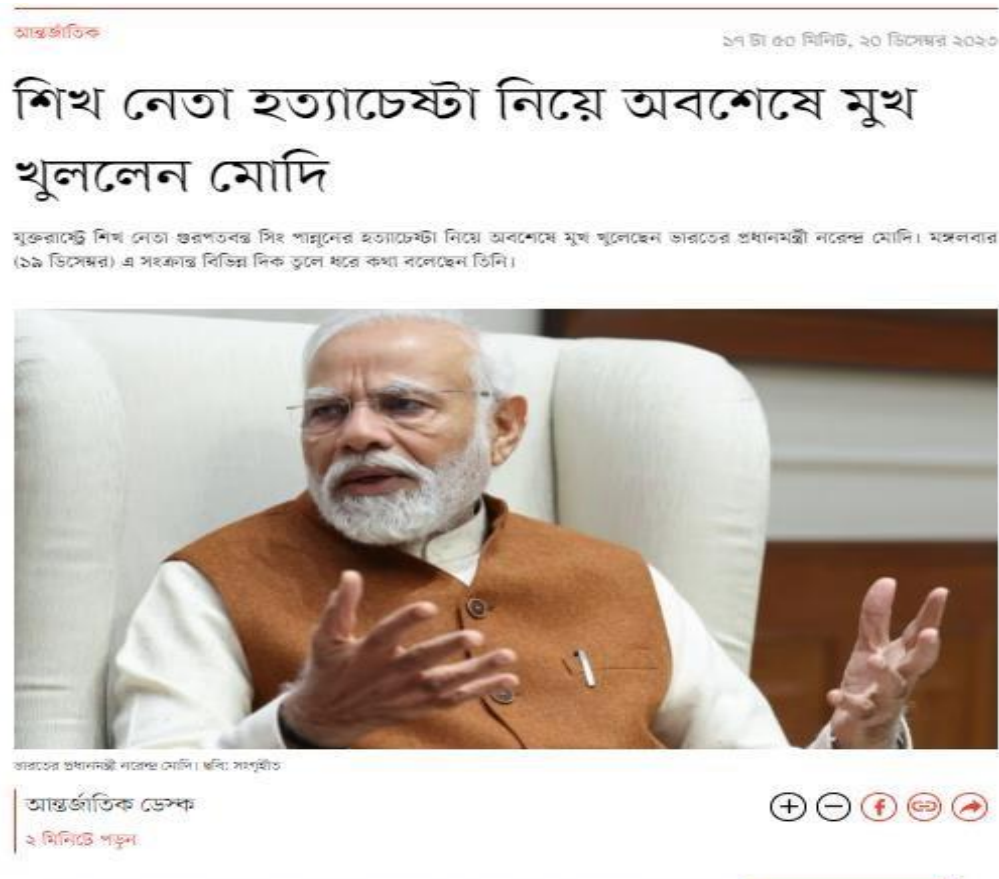 আন্তর্জাতিক
১৭ টা ৫০ মিনিট, ২০ ডিসেম্বর ২০২৩
শিখ নেতা হত্যাচেষ্টা নিয়ে অবশেষে মুখ
খুললেন মোদি
যুক্তরাষ্ট্রে শিখ নেতা গুরপতবন্ত সিং পান্নুনের হত্যাচেষ্টা নিয়ে অবশেষে মুখ খুলেছেন ভারতের প্রধানমন্ত্রী নরেন্দ্র মোদি। মঙ্গলবার
(১৯ ডিসেম্বর) এ সংক্রান্ত বিভিন্ন দিক তুলে ধরে কথা বলেছেন তিনি।
ভারতের প্রধানমন্ত্রী নরেন্দ্র মোদি। ছবি: সংগৃহীত
আন্তর্জাতিক ডেস্ক
২ মিনিটে পড়ুন